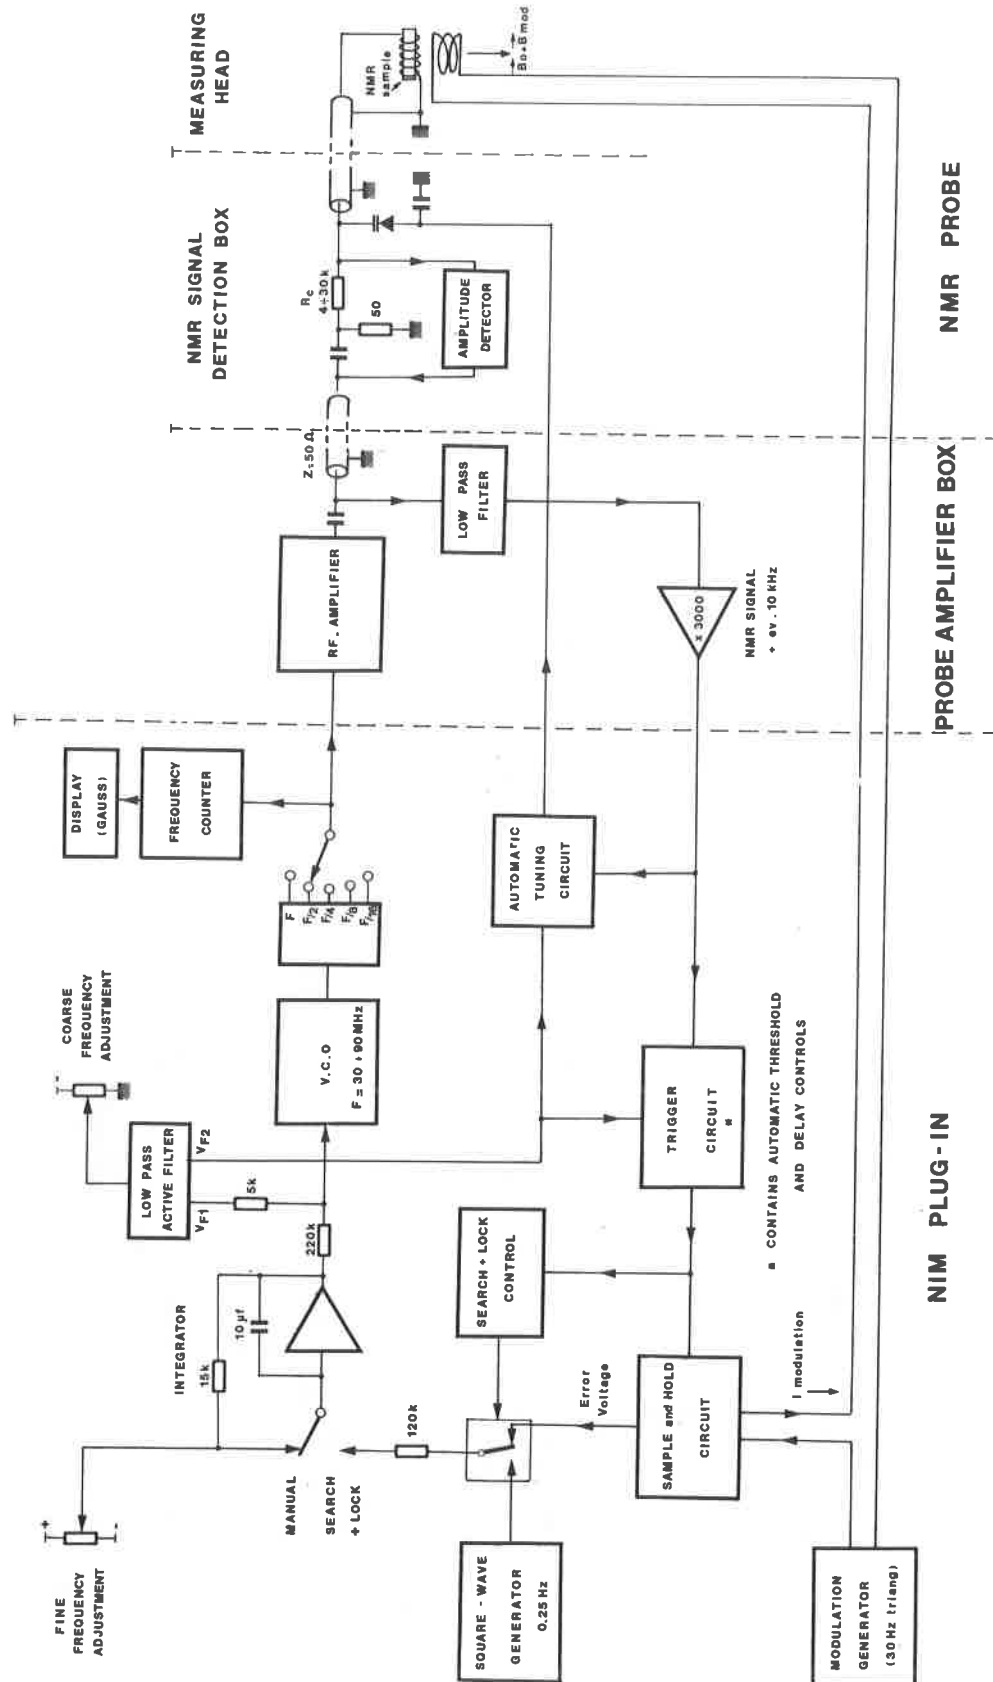 MEASURING
HEAD
NMR SIGNAL
DETECTION BOX
NMR
sample
Bo+Bmod
Rc
4÷30k
50
AMPLITUDE
DETECTOR
NMR PROBE
Z=50Ω
RF. AMPLIFIER
LOW PASS
FILTER
x 3000
NMR SIGNAL
+ ev. 10 kHz
PROBE AMPLIFIER BOX
DISPLAY
(GAUSS)
FREQUENCY
COUNTER
F
F/2
F/4
F/8
F/16
COARSE
FREQUENCY
ADJUSTMENT
V.C.O
F = 30 ÷ 90 MHz
AUTOMATIC
TUNING
CIRCUIT
LOW PASS
ACTIVE FILTER
VF1
VF2
5k
220k
INTEGRATOR
15k
10 µf
TRIGGER
CIRCUIT
*
* CONTAINS AUTOMATIC THRESHOLD
AND DELAY CONTROLS
SEARCH + LOCK
CONTROL
FINE
FREQUENCY
ADJUSTMENT
+
-
MANUAL
SEARCH
+ LOCK
120k
Error
Voltage
SAMPLE and HOLD
CIRCUIT
I modulation
SQUARE - WAVE
GENERATOR
0.25 Hz
MODULATION
GENERATOR
(30 Hz triang)
NIM PLUG-IN